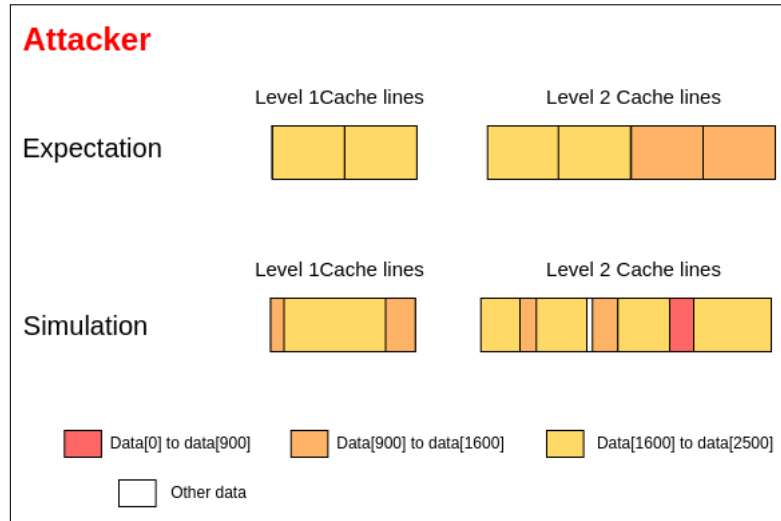 Attacker
Level 1Cache lines
Level 2 Cache lines
Expectation
Level 1Cache lines
Level 2 Cache lines
Simulation
Data[0] to data[900]
Data[900] to data[1600]
Data[1600] to data[2500]
Other data